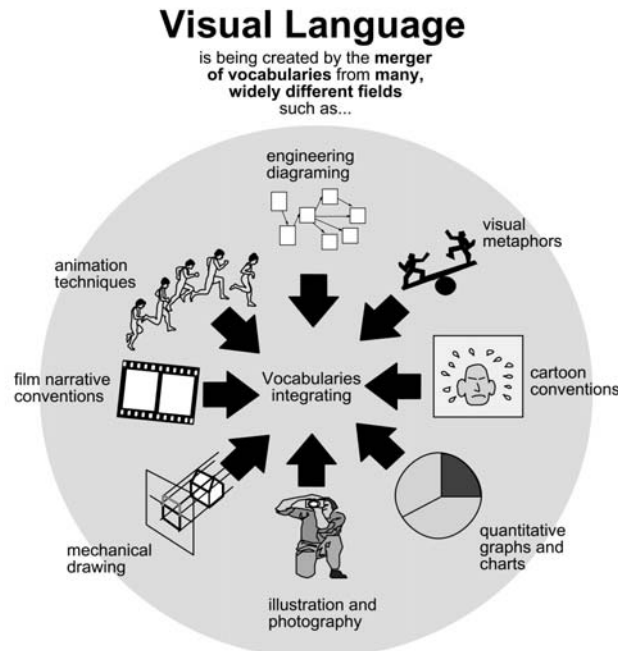 Visual Language
is being created by the merger
of vocabularies from many,
widely different fields
such as...
engineering
diagraming
visual
metaphors
animation
techniques
film narrative
conventions
Vocabularies
integrating
cartoon
conventions
mechanical
drawing
quantitative
graphs and
charts
illustration and
photography